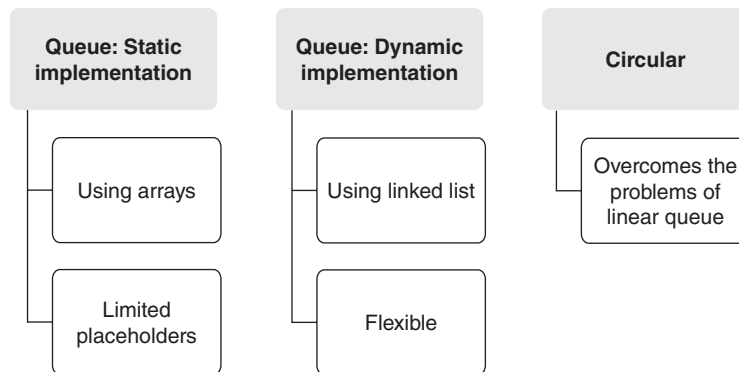 Queue: Static
implementation
Using arrays
Limited
placeholders
Queue: Dynamic
implementation
Using linked list
Flexible
Circular
Overcomes the
problems of
linear queue